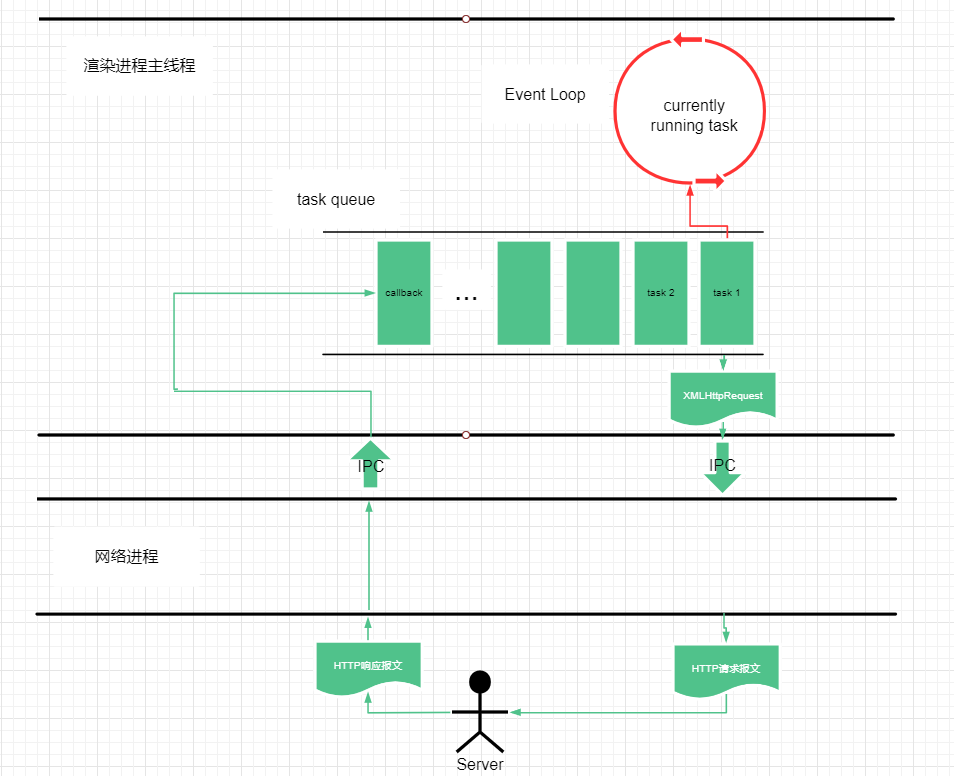 渲染进程主线程
Event Loop
currently
running task
task queue
callback
...
task 2
task 1
XMLHttpRequest
IPC
IPC
网络进程
HTTP响应报文
HTTP请求报文
Server